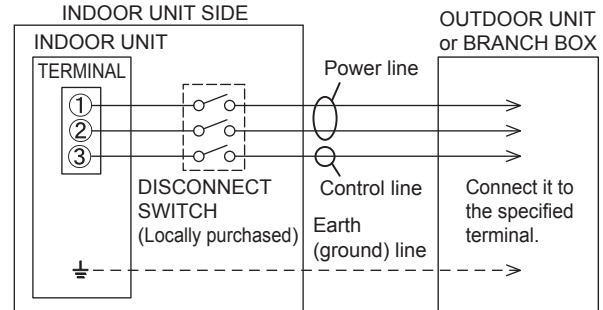 INDOOR UNIT SIDE
OUTDOOR UNIT
or BRANCH BOX
INDOOR UNIT
TERMINAL
Power line
①
②
③
DISCONNECT
SWITCH
(Locally purchased)
Control line
Earth
(ground) line
Connect it to
the specified
terminal.